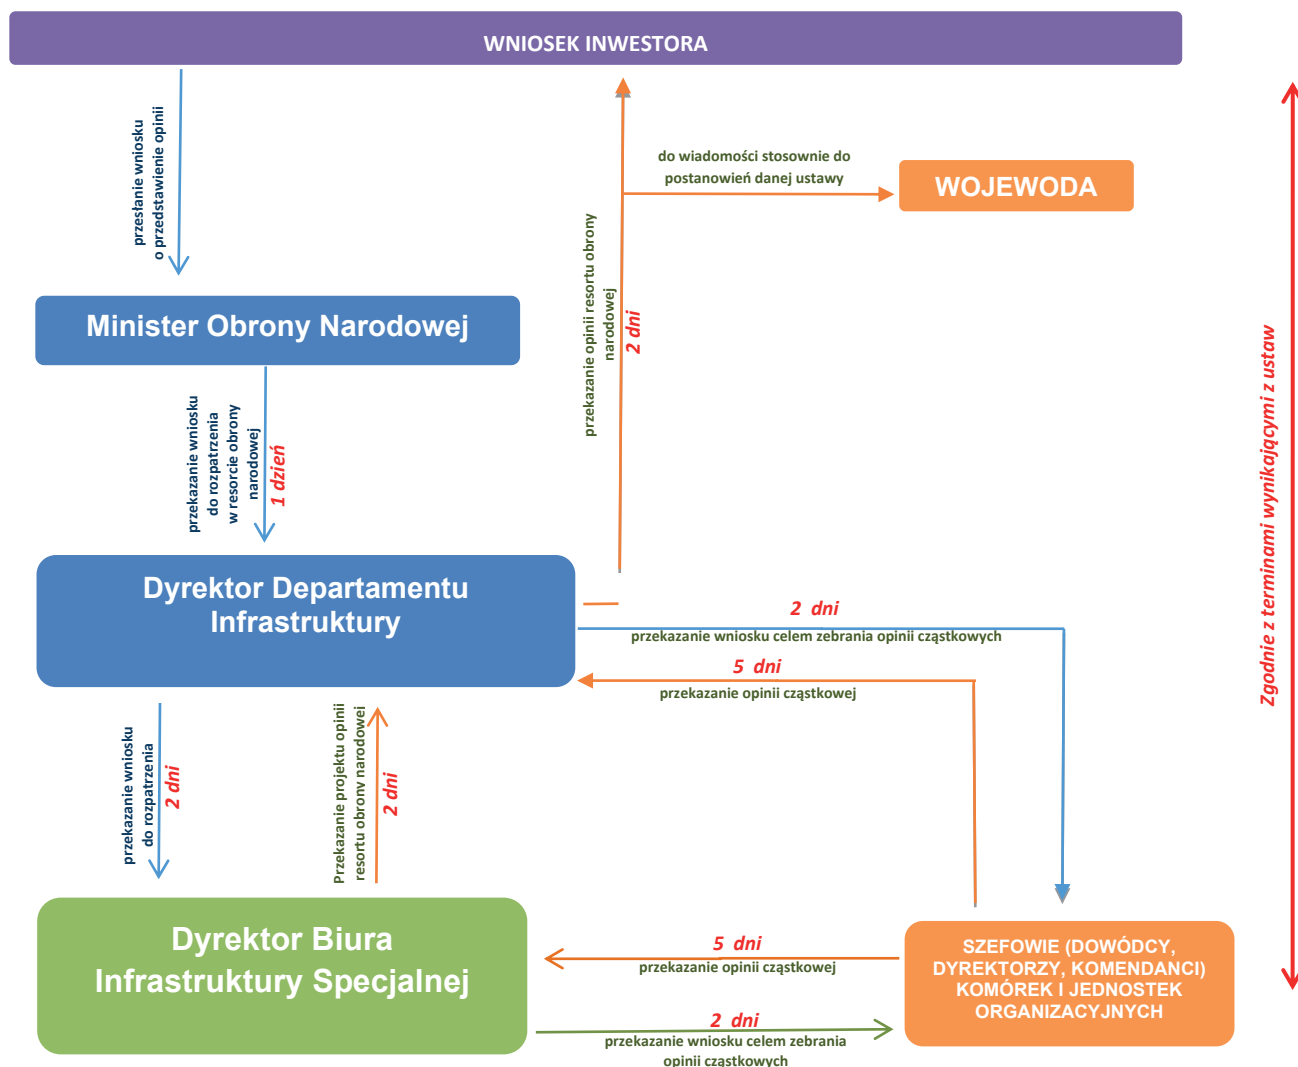 WNIOSEK INWESTORA
przesłanie wniosku
o przedstawienie opinii
do wiadomości stosownie do
postanowień danej ustawy
WOJEWODA
Minister Obrony Narodowej
przekazanie opinii resortu obrony
narodowej
2 dni
Zgodnie z terminami wynikającymi z ustaw
przekazanie wniosku
do rozpatrzenia
w resorcie obrony
narodowej
1 dzień
Dyrektor Departamentu
Infrastruktury
2 dni
przekazanie wniosku celem zebrania opinii cząstkowych
5 dni
przekazanie opinii cząstkowej
przekazanie wniosku
do rozpatrzenia
2 dni
Przekazanie projektu opinii
resortu obrony narodowei
2 dni
Dyrektor Biura
Infrastruktury Specjalnej
5 dni
przekazanie opinii cząstkowej
SZEFOWIE (DOWÓDCY,
DYREKTORZY, KOMENDANCI)
KOMÓREK I JEDNOSTEK
ORGANIZACYJNYCH
2 dni
przekazanie wniosku celem zebrania
opinii cząstkowych